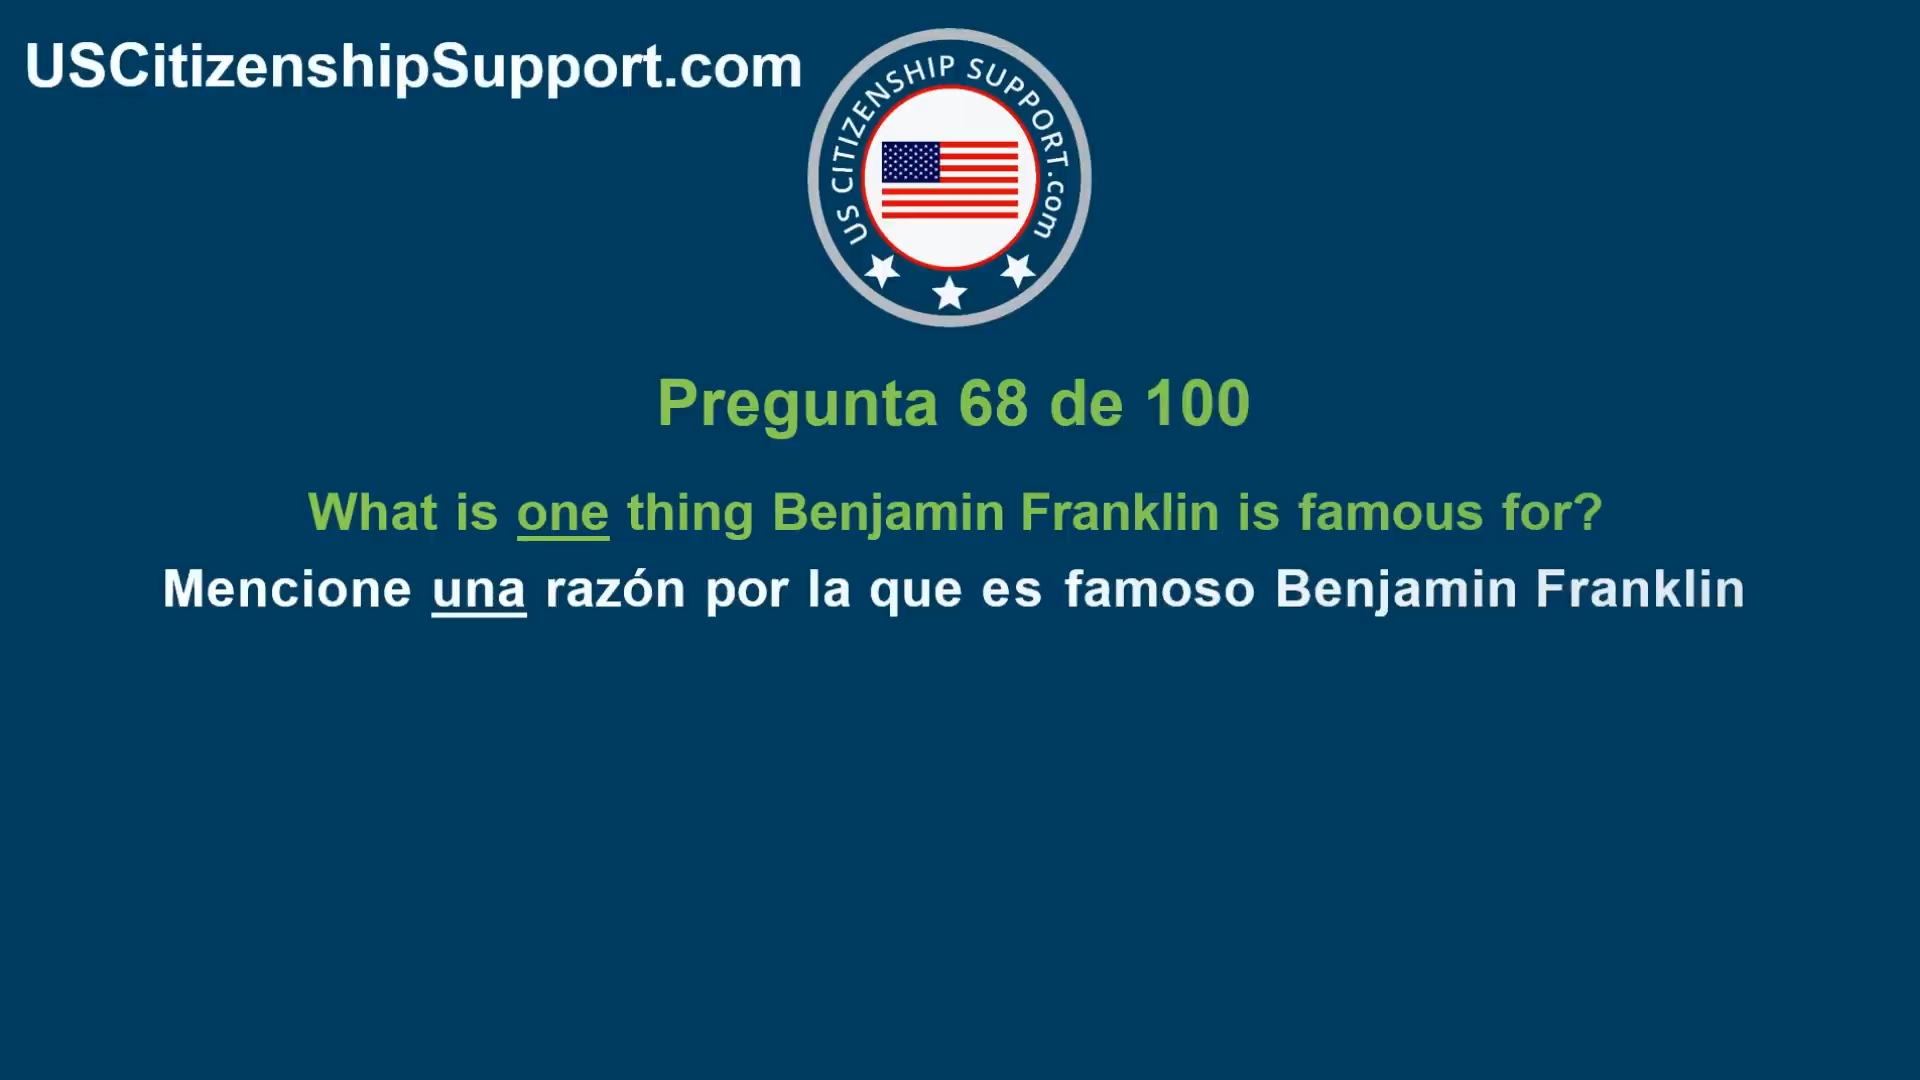 USCitizenshipSupport.com
US CITIZENSHIP SUPPORT.com
Pregunta 68 de 100
What is one thing Benjamin Franklin is famous for?
Mencione una razón por la que es famoso Benjamin Franklin